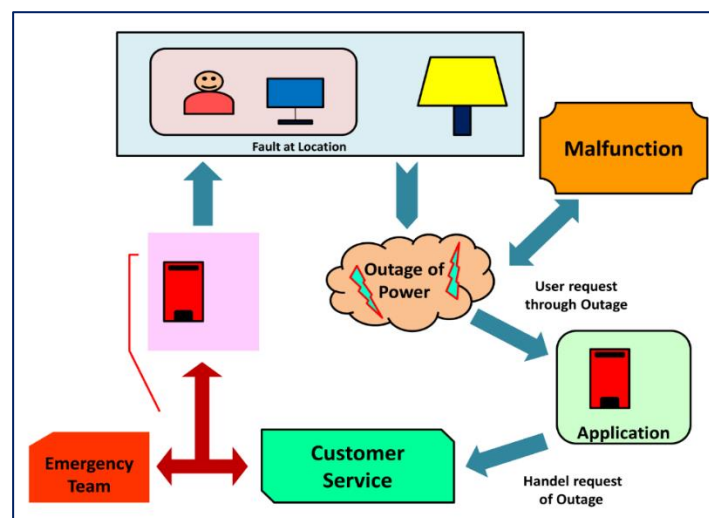 Fault at Location
Malfunction
Outage of
Power
User request
through Outage
Application
Emergency
Team
Customer
Service
Handel request
of Outage